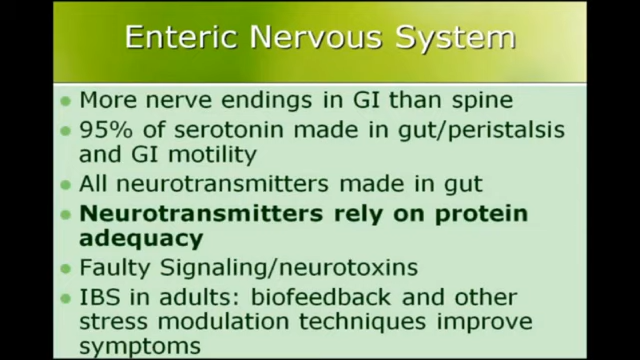 Enteric Nervous System
More nerve endings in GI than spine
95% of serotonin made in gut/peristalsis
and GI motility
All neurotransmitters made in gut
Neurotransmitters rely on protein
adequacy
Faulty Signaling/neurotoxins
IBS in adults: biofeedback and other
stress modulation techniques improve
symptoms